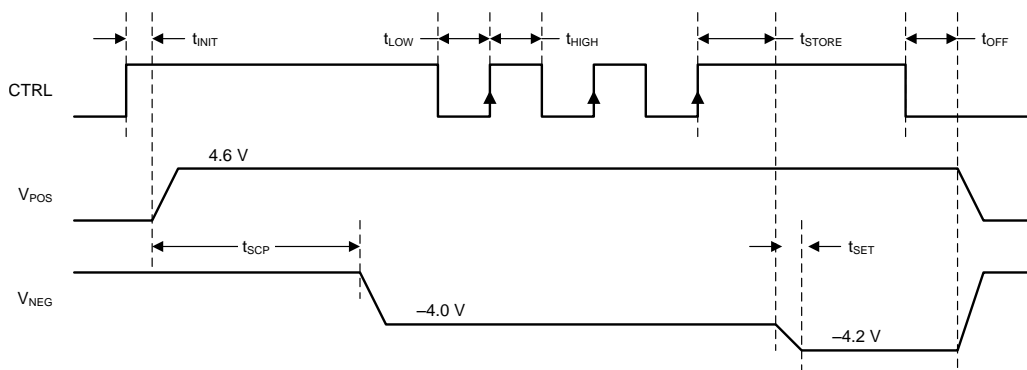 tINIT
tLOW
tHIGH
tSTORE
tOFF
CTRL
4.6 V
VPOS
tSCP
tSET
VNEG
–4.0 V
–4.2 V